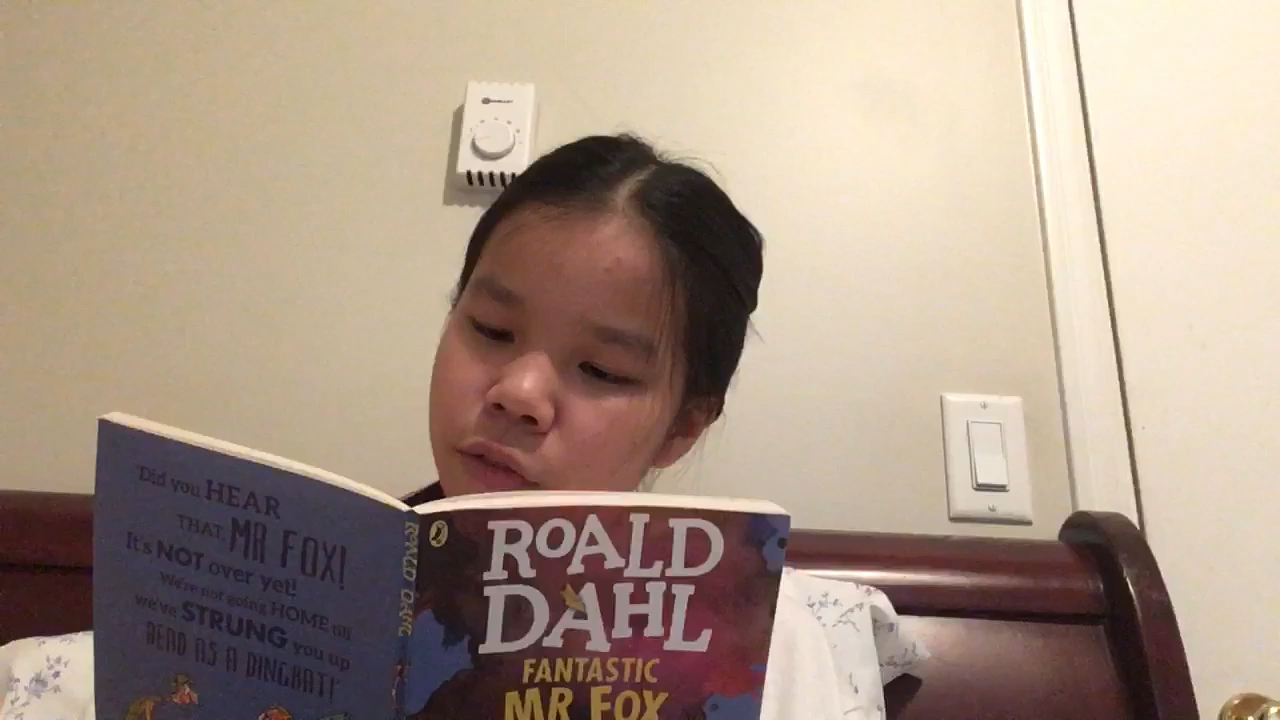 'Did you HEAR
THAT, MR FOX!
It's NOT over yet!
We're not going HOME till
we've STRUNG you up
DEAD AS A DINGBAT!'
ROALD DAHL
ROALD
DAHL
FANTASTIC
MR FOX